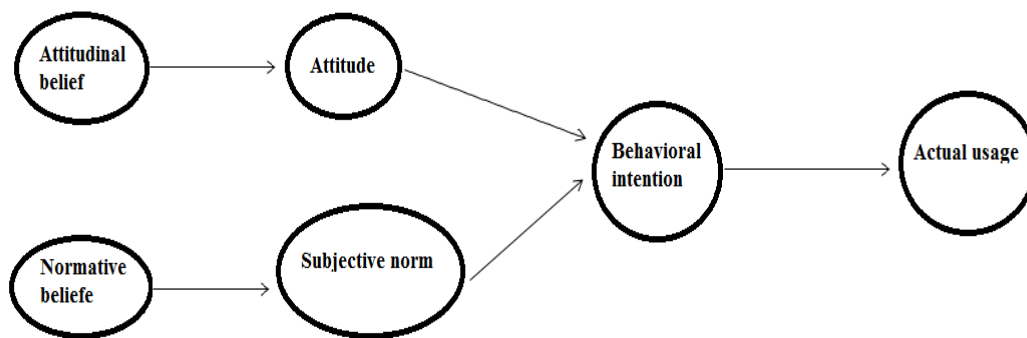 Attitudinal
belief
Attitude
Behavioral
intention
Actual usage
Normative
beliefe
Subjective norm